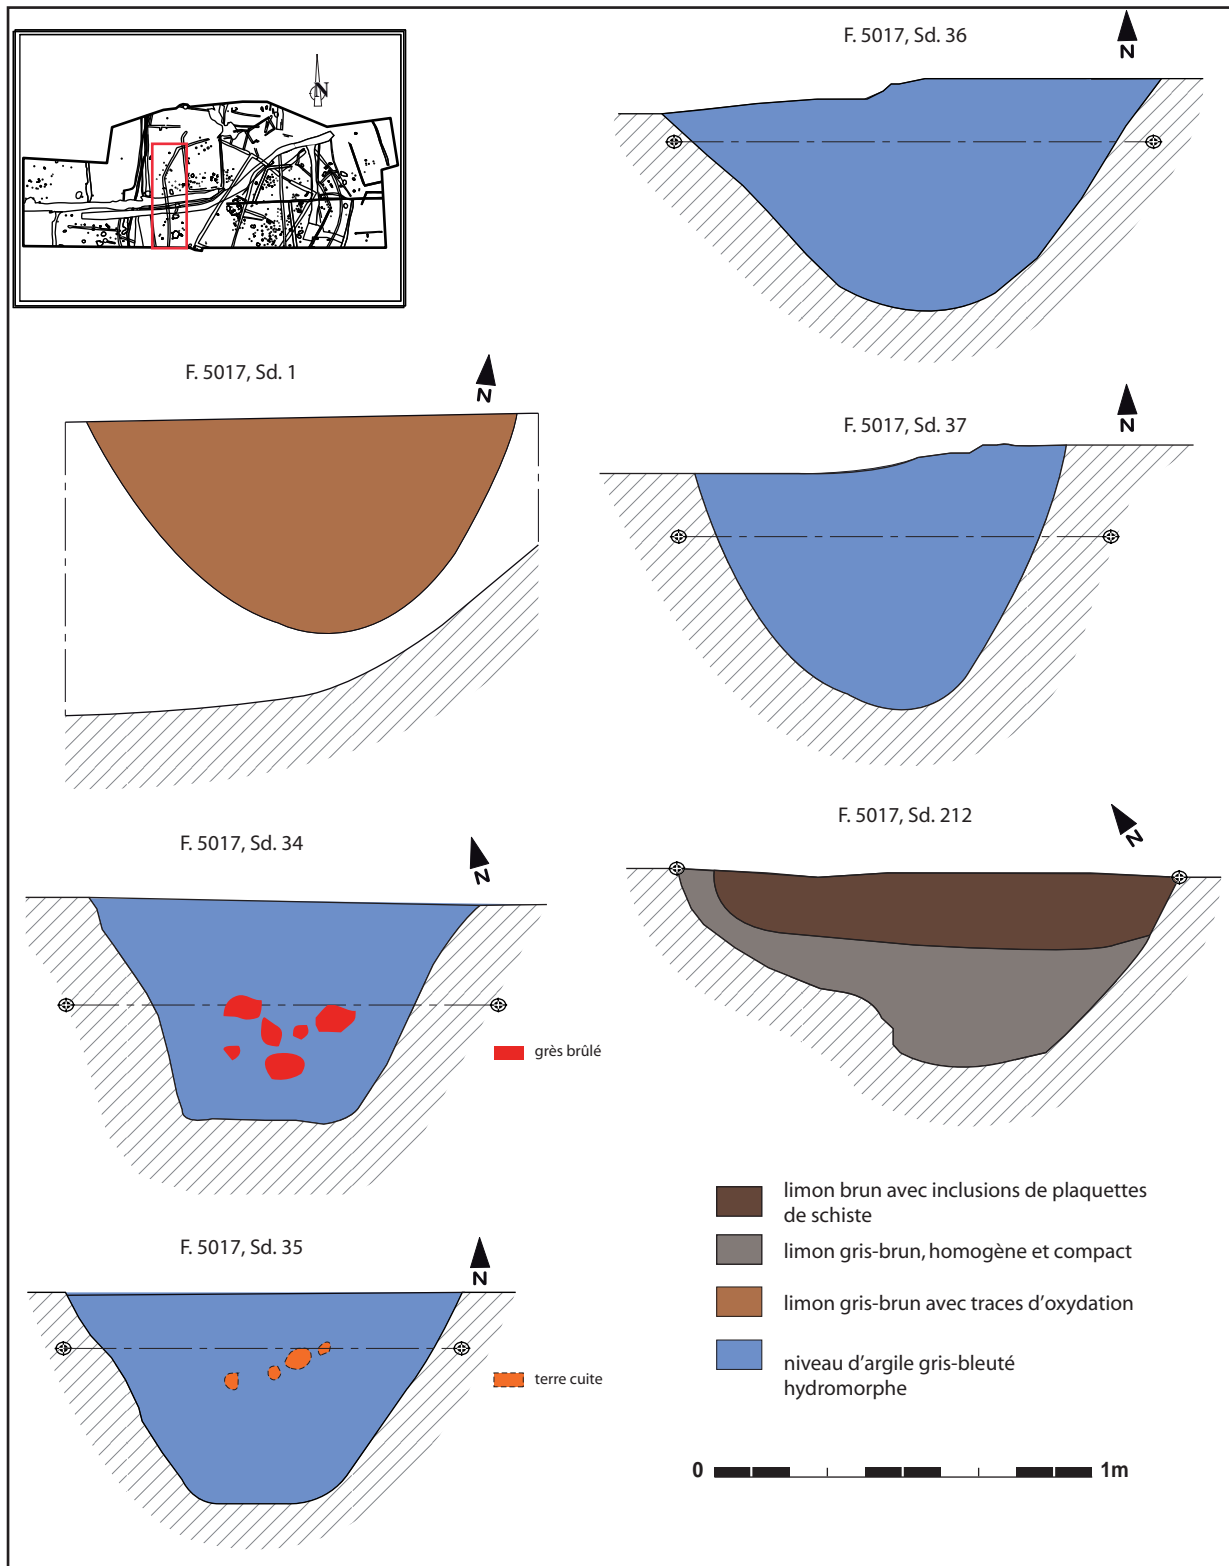 N
F. 5017, Sd. 36
N
F. 5017, Sd. 1
N
F. 5017, Sd. 37
N
F. 5017, Sd. 34
N
grès brûlé
F. 5017, Sd. 212
N
F. 5017, Sd. 35
N
terre cuite
limon brun avec inclusions de plaquettes
de schiste
limon gris-brun, homogène et compact
limon gris-brun avec traces d'oxydation
niveau d'argile gris-bleuté
hydromorphe
0 1m